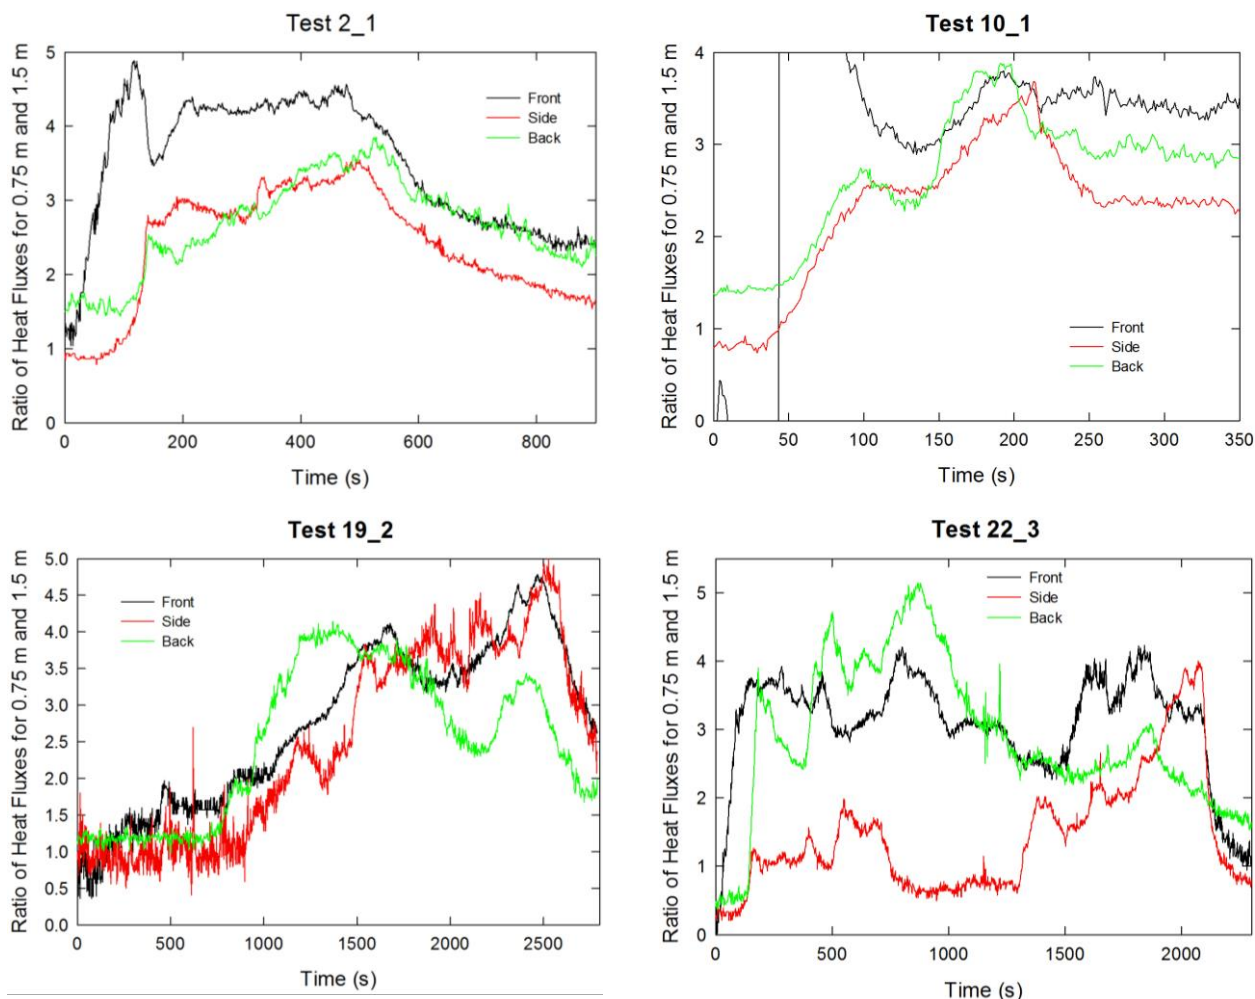 Test 2_1
Ratio of Heat Fluxes for 0.75 m and 1.5 m
5
4
3
2
1
0
Front
Side
Back
0 200 400 600 800
Time (s)
Test 10_1
Ratio of Heat Fluxes for 0.75 m and 1.5 m
4
3
2
1
0
Front
Side
Back
0 50 100 150 200 250 300 350
Time (s)
Test 19_2
Ratio of Heat Fluxes for 0.75 m and 1.5 m
5.0
4.5
4.0
3.5
3.0
2.5
2.0
1.5
1.0
0.5
0.0
Front
Side
Back
0 500 1000 1500 2000 2500
Time (s)
Test 22_3
Ratio of Heat Fluxes for 0.75 m and 1.5 m
5
4
3
2
1
0
Front
Side
Back
0 500 1000 1500 2000
Time (s)